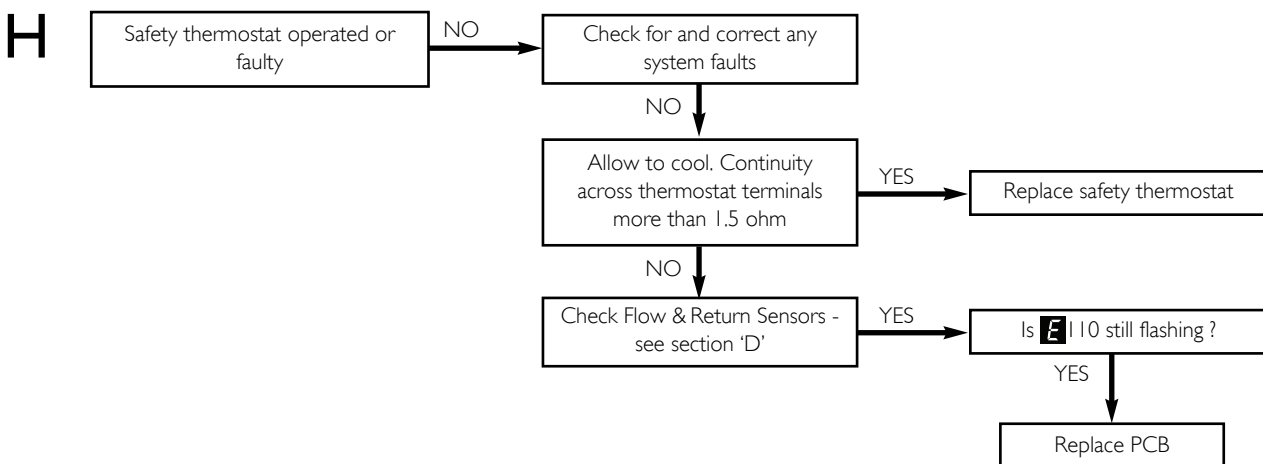 H
Safety thermostat operated or
faulty
NO
Check for and correct any
system faults
NO
Allow to cool. Continuity
across thermostat terminals
more than 1.5 ohm
YES
Replace safety thermostat
NO
Check Flow & Return Sensors -
see section ‘D’
YES
Is E110 still flashing ?
YES
Replace PCB